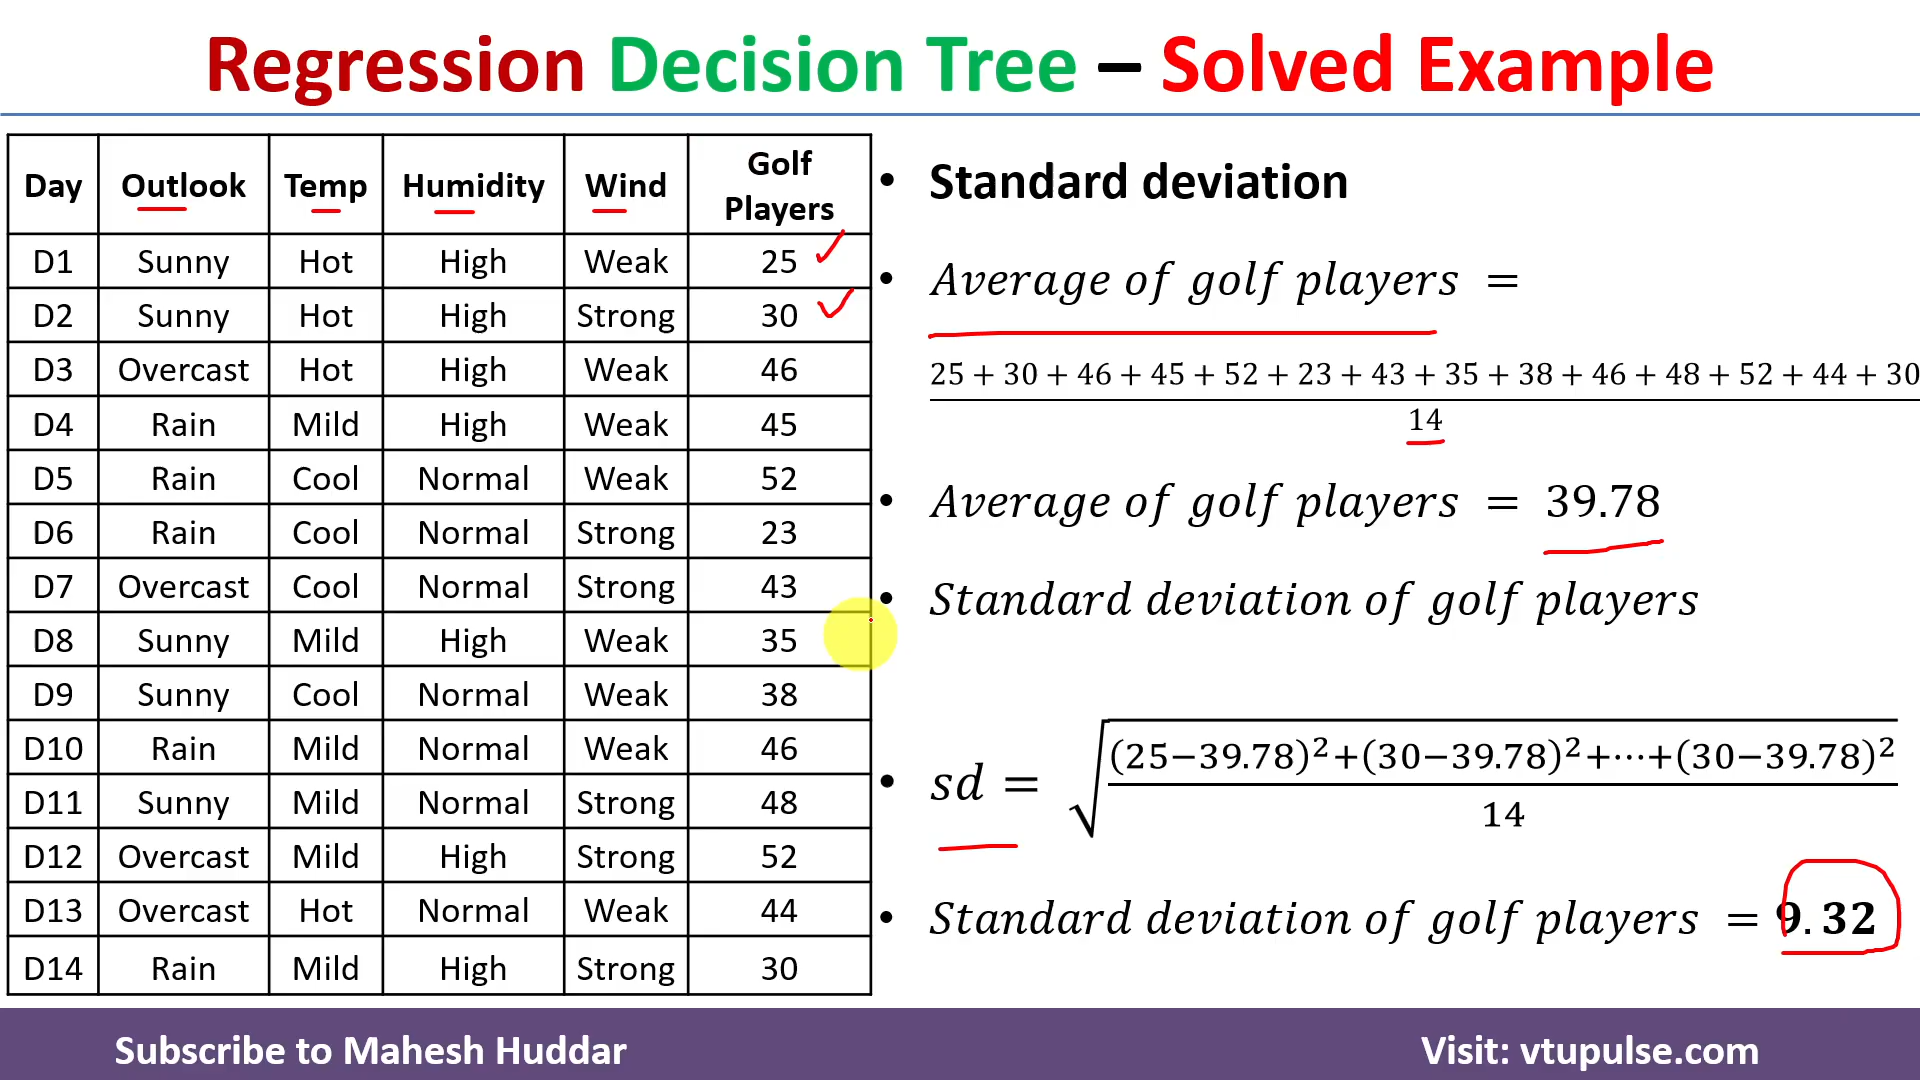 Regression Decision Tree – Solved Example
Day Outlook Temp Humidity Wind Golf Players
D1 Sunny Hot High Weak 25
D2 Sunny Hot High Strong 30
D3 Overcast Hot High Weak 46
D4 Rain Mild High Weak 45
D5 Rain Cool Normal Weak 52
D6 Rain Cool Normal Strong 23
D7 Overcast Cool Normal Strong 43
D8 Sunny Mild High Weak 35
D9 Sunny Cool Normal Weak 38
D10 Rain Mild Normal Weak 46
D11 Sunny Mild Normal Strong 48
D12 Overcast Mild High Strong 52
D13 Overcast Hot Normal Weak 44
D14 Rain Mild High Strong 30
• Standard deviation
• Average of golf players =
25 + 30 + 46 + 45 + 52 + 23 + 43 + 35 + 38 + 46 + 48 + 52 + 44 + 30
14
• Average of golf players = 39.78
• Standard deviation of golf players
• sd = √((25−39.78)²+(30−39.78)²+⋯+(30−39.78)²
14
• Standard deviation of golf players = 9.32
Subscribe to Mahesh Huddar
Visit: vtupulse.com